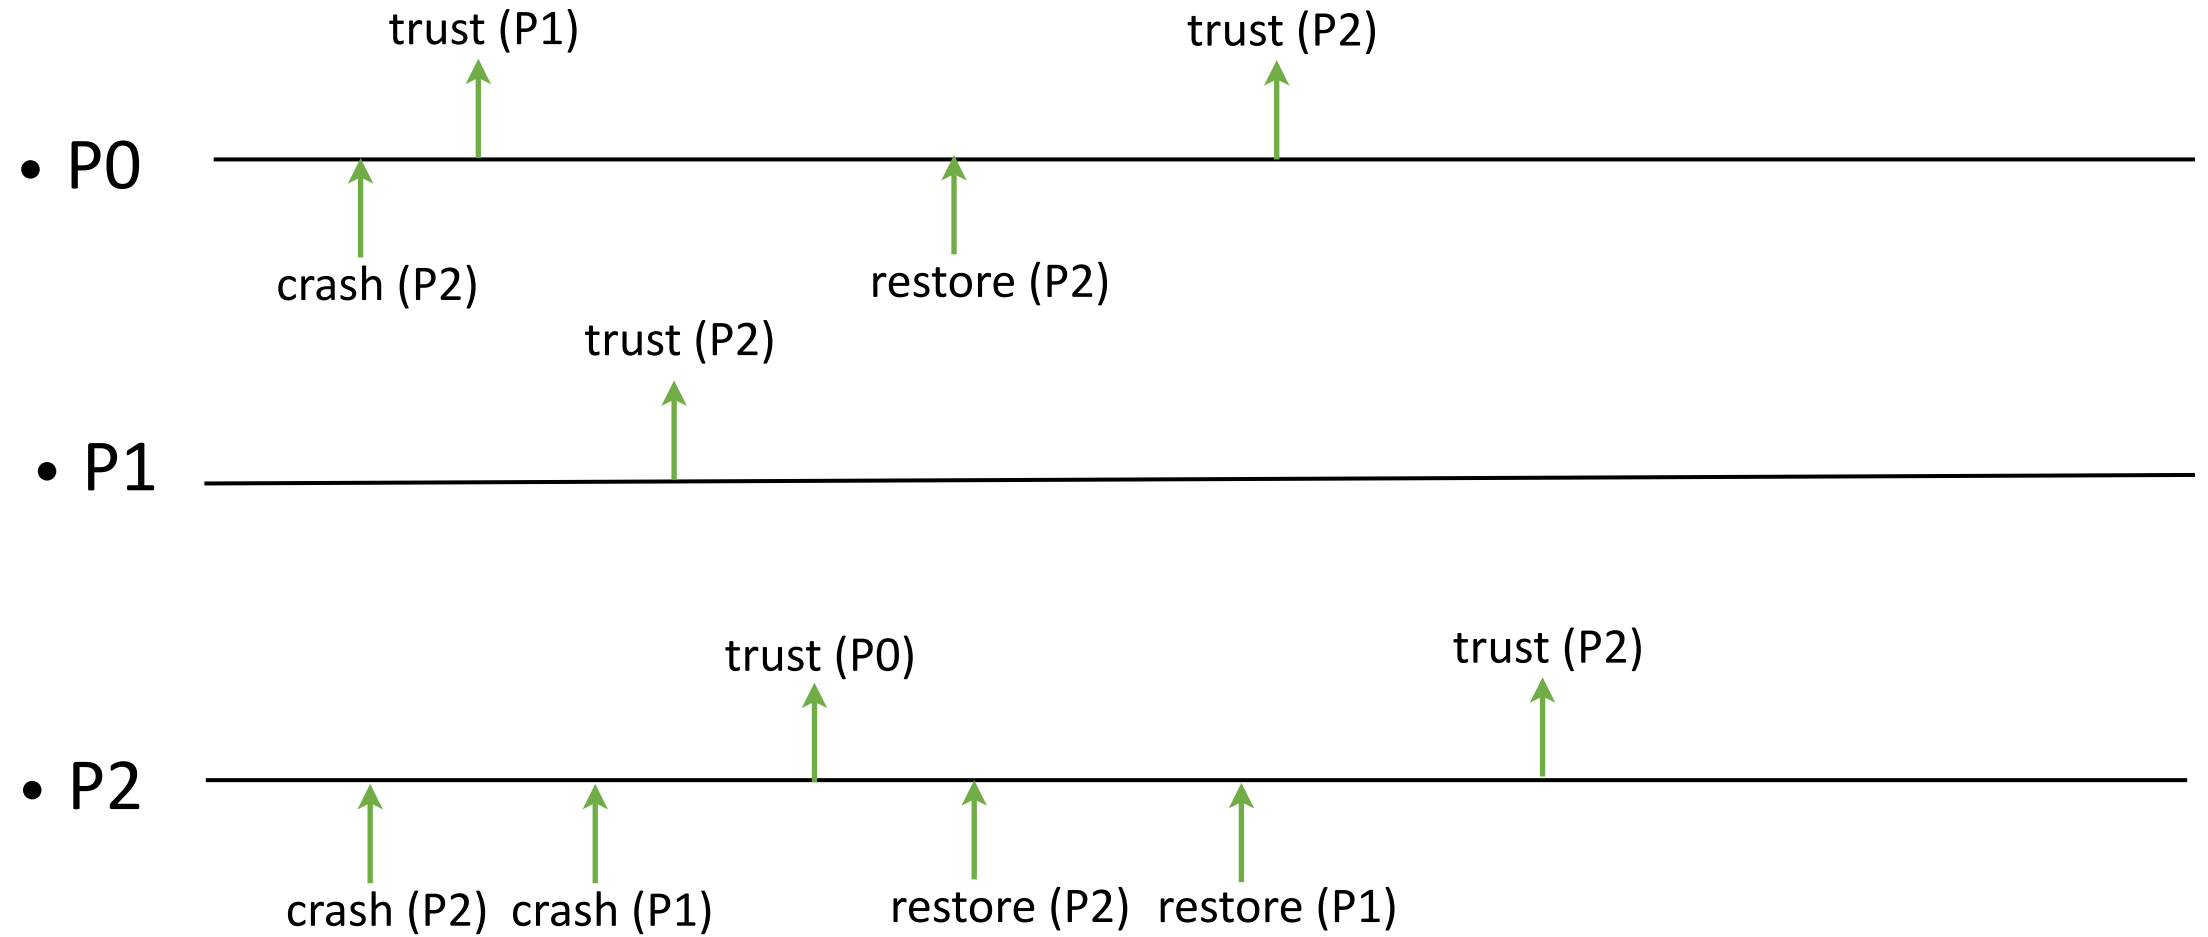 trust (P1)
trust (P2)
• P0
crash (P2)
restore (P2)
trust (P2)
• P1
trust (P0)
trust (P2)
• P2
crash (P2)
crash (P1)
restore (P2)
restore (P1)